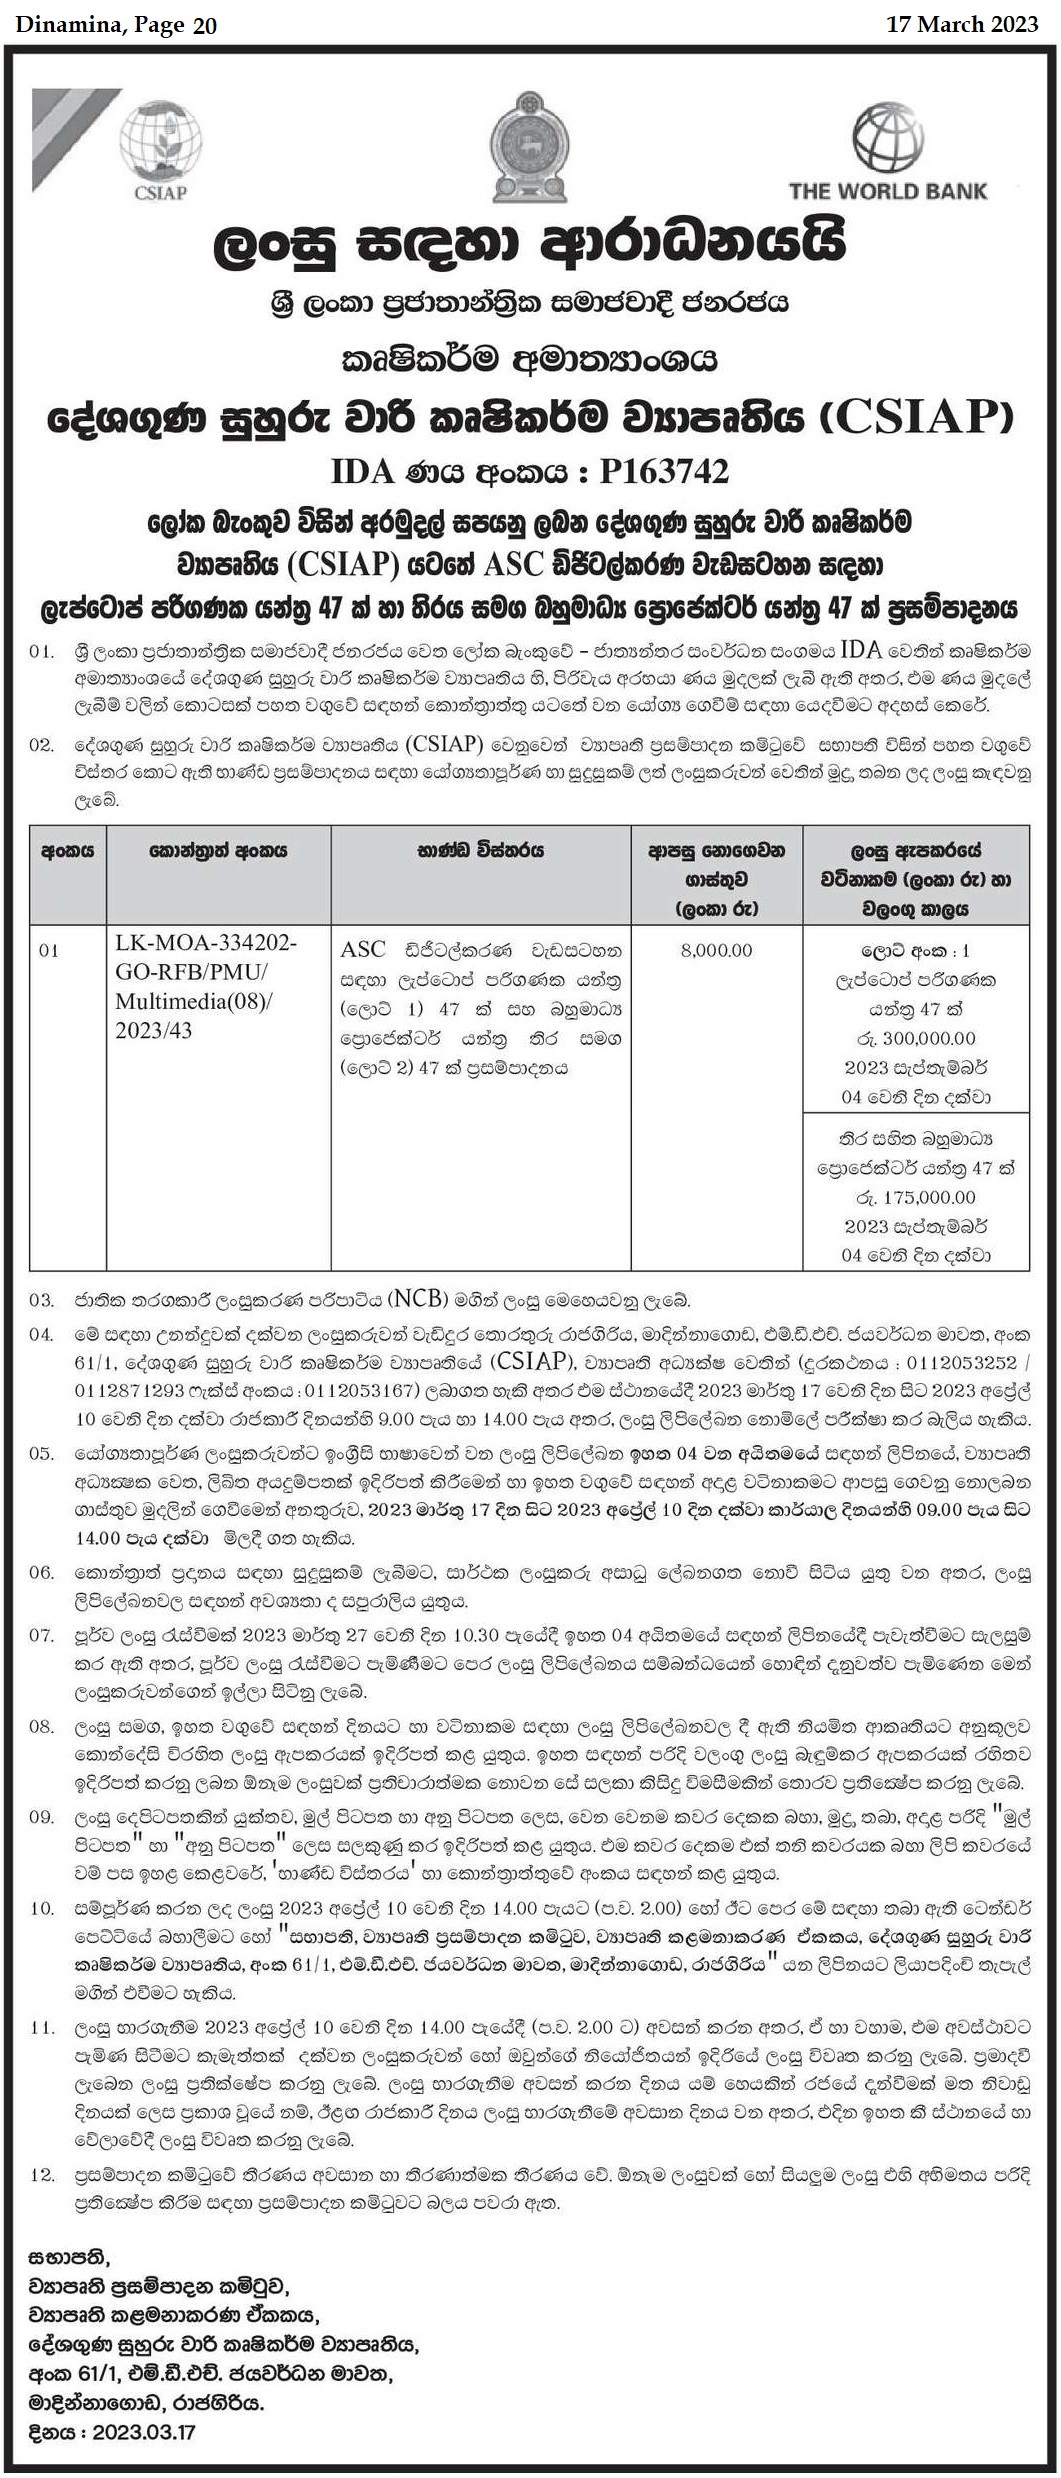 Dinamina, Page 20
17 March 2023
CSIAP
THE WORLD BANK
ලංසු සඳහා ආරාධනයයි
ශ්‍රී ලංකා ප්‍රජාතාන්ත්‍රික සමාජවාදී ජනරජය
කෘෂිකර්ම අමාත්‍යාංශය
දේශගුණ සුහුරු වාරි කෘෂිකර්ම ව්‍යාපෘතිය (CSIAP)
IDA ණය අංකය : P163742
ලෝක බැංකුව විසින් අරමුදල් සපයනු ලබන දේශගුණ සුහුරු වාරි කෘෂිකර්ම
ව්‍යාපෘතිය (CSIAP) යටතේ ASC ඩිජිටල්කරණ වැඩසටහන සඳහා
ලැප්ටොප් පරිගණක යන්ත්‍ර 47 ක් හා තිරය සමග බහුමාධ්‍ය ප්‍රොජෙක්ටර් යන්ත්‍ර 47 ක් ප්‍රසම්පාදනය
01. ශ්‍රී ලංකා ප්‍රජාතාන්ත්‍රික සමාජවාදී ජනරජය වෙත ලෝක බැංකුවේ – ජාත්‍යන්තර සංවර්ධන සංගමය IDA වෙතින් කෘෂිකර්ම
අමාත්‍යාංශයේ දේශගුණ සුහුරු වාරි කෘෂිකර්ම ව්‍යාපෘතිය හි, පිරිවැය අරභයා ණය මුදලක් ලැබී ඇති අතර, එම ණය මුදලේ
ලැබීම් වලින් කොටසක් පහත වගුවේ සඳහන් කොන්ත්‍රාත්තු යටතේ වන යෝග්‍ය ගෙවීම් සඳහා යෙදවීමට අදහස් කෙරේ.
02. දේශගුණ සුහුරු වාරි කෘෂිකර්ම ව්‍යාපෘතිය (CSIAP) වෙනුවෙන් ව්‍යාපෘති ප්‍රසම්පාදන කමිටුවේ සභාපති විසින් පහත වගුවේ
විස්තර කොට ඇති භාණ්ඩ ප්‍රසම්පාදනය සඳහා යෝග්‍යතාපූර්ණ හා සුදුසුකම් ලත් ලංසුකරුවන් වෙතින් මුද්‍රා තබන ලද ලංසු කැඳවනු
ලැබේ.
අංකය
කොන්ත්‍රාත් අංකය
භාණ්ඩ විස්තරය
ආපසු නොගෙවන
ගාස්තුව
(ලංකා රු)
ලංසු ඇපකරයේ
වටිනාකම (ලංකා රු) හා
වලංගු කාලය
01
LK-MOA-334202-
GO-RFB/PMU/
Multimedia(08)/
2023/43
ASC ඩිජිටල්කරණ වැඩසටහන
සඳහා ලැප්ටොප් පරිගණක යන්ත්‍ර
(ලොට් 1) 47 ක් සහ බහුමාධ්‍ය
ප්‍රොජෙක්ටර් යන්ත්‍ර තිර සමග
(ලොට් 2) 47 ක් ප්‍රසම්පාදනය
8,000.00
ලොට් අංක : 1
ලැප්ටොප් පරිගණක
යන්ත්‍ර 47 ක්
රු. 300,000.00
2023 සැප්තැම්බර්
04 වෙනි දින දක්වා
තිර සහිත බහුමාධ්‍ය
ප්‍රොජෙක්ටර් යන්ත්‍ර 47 ක්
රු. 175,000.00
2023 සැප්තැම්බර්
04 වෙනි දින දක්වා
03. ජාතික තරගකාරී ලංසුකරණ පරිපාටිය (NCB) මගින් ලංසු මෙහෙයවනු ලැබේ.
04. මේ සඳහා උනන්දුවක් දක්වන ලංසුකරුවන් වැඩිදුර තොරතුරු රාජගිරිය, මාදින්නාගොඩ, එම්.ඩී.එච්. ජයවර්ධන මාවත, අංක
61/1, දේශගුණ සුහුරු වාරි කෘෂිකර්ම ව්‍යාපෘතියේ (CSIAP), ව්‍යාපෘති අධ්‍යක්ෂ වෙතින් (දුරකථනය : 0112053252 /
0112871293 ෆැක්ස් අංකය : 0112053167) ලබාගත හැකි අතර එම ස්ථානයේදී 2023 මාර්තු 17 වෙනි දින සිට 2023 අප්‍රේල්
10 වෙනි දින දක්වා රාජකාරී දිනයන්හි 9.00 පැය හා 14.00 පැය අතර, ලංසු ලිපිලේඛන නොමිලේ පරීක්ෂා කර බැලිය හැකිය.
05. යෝග්‍යතාපූර්ණ ලංසුකරුවන්ට ඉංග්‍රීසි භාෂාවෙන් වන ලංසු ලිපිලේඛන ඉහත 04 වන අයිතමයේ සඳහන් ලිපිනයේ, ව්‍යාපෘති
අධ්‍යක්ෂක වෙත, ලිඛිත අයදුම්පතක් ඉදිරිපත් කිරීමෙන් හා ඉහත වගුවේ සඳහන් අදාළ වටිනාකමට ආපසු ගෙවනු නොලබන
ගාස්තුව මුදලින් ගෙවීමෙන් අනතුරුව, 2023 මාර්තු 17 දින සිට 2023 අප්‍රේල් 10 දින දක්වා කාර්යාල දිනයන්හි 09.00 පැය සිට
14.00 පැය දක්වා මිලදී ගත හැකිය.
06. කොන්ත්‍රාත් ප්‍රදානය සඳහා සුදුසුකම් ලැබීමට, සාර්ථක ලංසුකරු අසාධු ලේඛනගත නොවී සිටිය යුතු වන අතර, ලංසු
ලිපිලේඛනවල සඳහන් අවශ්‍යතා ද සපුරාලිය යුතුය.
07. පූර්ව ලංසු රැස්වීමක් 2023 මාර්තු 27 වෙනි දින 10.30 පැයේදී ඉහත 04 අයිතමයේ සඳහන් ලිපිනයේදී පැවැත්වීමට සැලසුම්
කර ඇති අතර, පූර්ව ලංසු රැස්වීමට පැමිණීමට පෙර ලංසු ලිපිලේඛනය සම්බන්ධයෙන් හොඳින් දැනුවත්ව පැමිණෙන මෙන්
ලංසුකරුවන්ගෙන් ඉල්ලා සිටිනු ලැබේ.
08. ලංසු සමග, ඉහත වගුවේ සඳහන් දිනයට හා වටිනාකම සඳහා ලංසු ලිපිලේඛනවල දී ඇති නියමිත ආකෘතියට අනුකූලව
කොන්දේසි විරහිත ලංසු ඇපකරයක් ඉදිරිපත් කළ යුතුය. ඉහත සඳහන් පරිදි වලංගු ලංසු බැඳුම්කර ඇපකරයක් රහිතව
ඉදිරිපත් කරනු ලබන ඕනෑම ලංසුවක් ප්‍රතිචාරාත්මක නොවන සේ සලකා කිසිදු විමසීමකින් තොරව ප්‍රතික්ෂේප කරනු ලැබේ.
09. ලංසු දෙපිටපතකින් යුක්තව, මුල් පිටපත හා අනු පිටපත ලෙස, වෙන වෙනම කවර දෙකක බහා, මුද්‍රා තබා, අදාළ පරිදි "මුල්
පිටපත" හා "අනු පිටපත" ලෙස සලකුණු කර ඉදිරිපත් කළ යුතුය. එම කවර දෙකම එක් තනි කවරයක බහා ලිපි කවරයේ
වම් පස ඉහළ කෙළවරේ, 'භාණ්ඩ විස්තරය' හා කොන්ත්‍රාත්තුවේ අංකය සඳහන් කළ යුතුය.
10. සම්පූර්ණ කරන ලද ලංසු 2023 අප්‍රේල් 10 වෙනි දින 14.00 පැයට (ප.ව. 2.00) හෝ ඊට පෙර මේ සඳහා තබා ඇති ටෙන්ඩර්
පෙට්ටියේ බහාලීමට හෝ "සභාපති, ව්‍යාපෘති ප්‍රසම්පාදන කමිටුව, ව්‍යාපෘති කළමනාකරණ ඒකකය, දේශගුණ සුහුරු වාරි
කෘෂිකර්ම ව්‍යාපෘතිය, අංක 61/1, එම්.ඩී.එච්. ජයවර්ධන මාවත, මාදින්නාගොඩ, රාජගිරිය" යන ලිපිනයට ලියාපදිංචි තැපැල්
මගින් එවීමට හැකිය.
11. ලංසු භාරගැනීම 2023 අප්‍රේල් 10 වෙනි දින 14.00 පැයේදී (ප.ව. 2.00 ට) අවසන් කරන අතර, ඒ හා වහාම, එම අවස්ථාවට
පැමිණ සිටීමට කැමැත්තක් දක්වන ලංසුකරුවන් හෝ ඔවුන්ගේ නියෝජිතයන් ඉදිරියේ ලංසු විවෘත කරනු ලැබේ. ප්‍රමාදවී
ලැබෙන ලංසු ප්‍රතික්ෂේප කරනු ලැබේ. ලංසු භාරගැනීම අවසන් කරන දිනය යම් හෙයකින් රජයේ දැන්වීමක් මත නිවාඩු
දිනයක් ලෙස ප්‍රකාශ වූයේ නම්, ඊළඟ රාජකාරී දිනය ලංසු භාරගැනීමේ අවසාන දිනය වන අතර, එදින ඉහත කී ස්ථානයේ හා
වේලාවේදී ලංසු විවෘත කරනු ලැබේ.
12. ප්‍රසම්පාදන කමිටුවේ තීරණය අවසාන හා තීරණාත්මක තීරණය වේ. ඕනෑම ලංසුවක් හෝ සියලුම ලංසු එහි අභිමතය පරිදි
ප්‍රතික්ෂේප කිරීම සඳහා ප්‍රසම්පාදන කමිටුවට බලය පවරා ඇත.
සභාපති,
ව්‍යාපෘති ප්‍රසම්පාදන කමිටුව,
ව්‍යාපෘති කළමනාකරණ ඒකකය,
දේශගුණ සුහුරු වාරි කෘෂිකර්ම ව්‍යාපෘතිය,
අංක 61/1, එම්.ඩී.එච්. ජයවර්ධන මාවත,
මාදින්නාගොඩ, රාජගිරිය.
දිනය : 2023.03.17